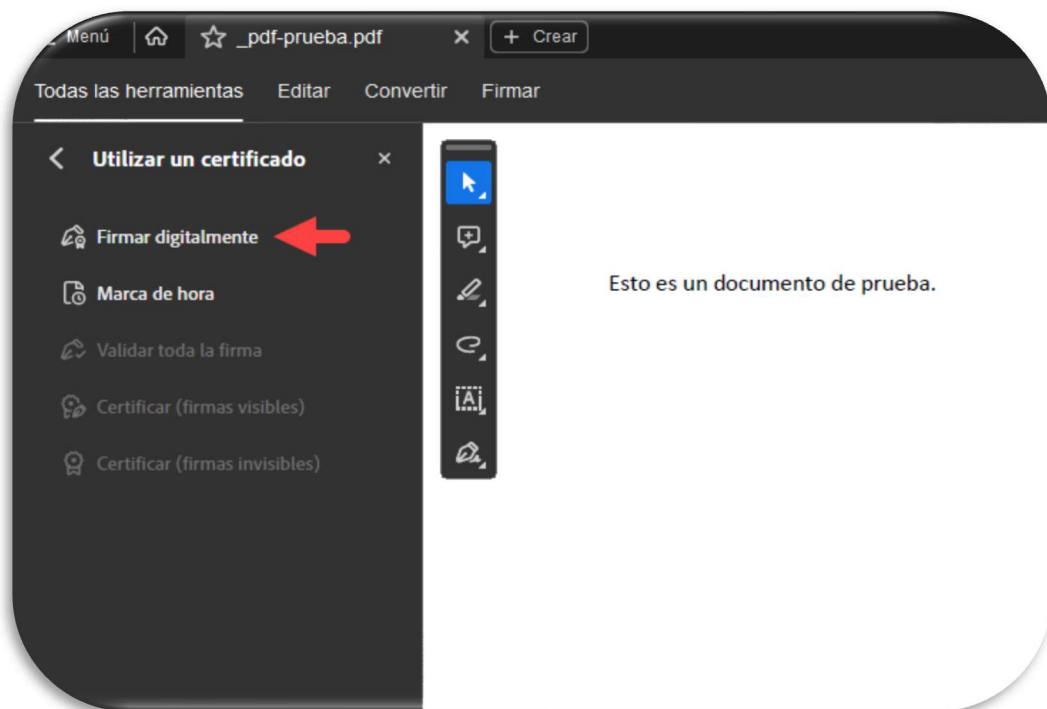 Menú
_pdf-prueba.pdf
+ Crear
Todas las herramientas Editar Convertir Firmar
Utilizar un certificado
Firmar digitalmente
Marca de hora
Validar toda la firma
Certificar (firmas visibles)
Certificar (firmas invisibles)
Esto es un documento de prueba.